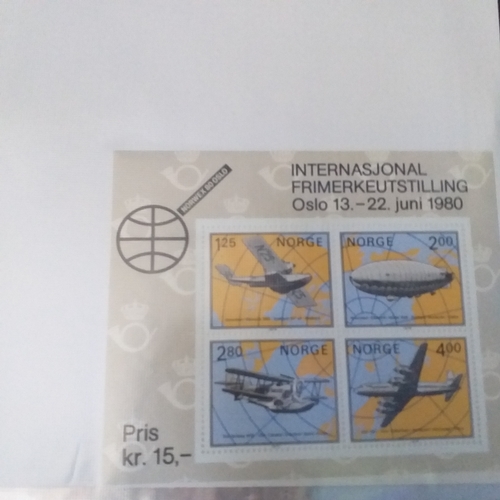 NORWEX 80 OSLO
INTERNASJONAL
FRIMERKEUTSTILLING
Oslo 13.–22. juni 1980
1.25 NORGE
2.00 NORGE
2.80 NORGE
NORGE 4.00
Pris
kr. 15,-